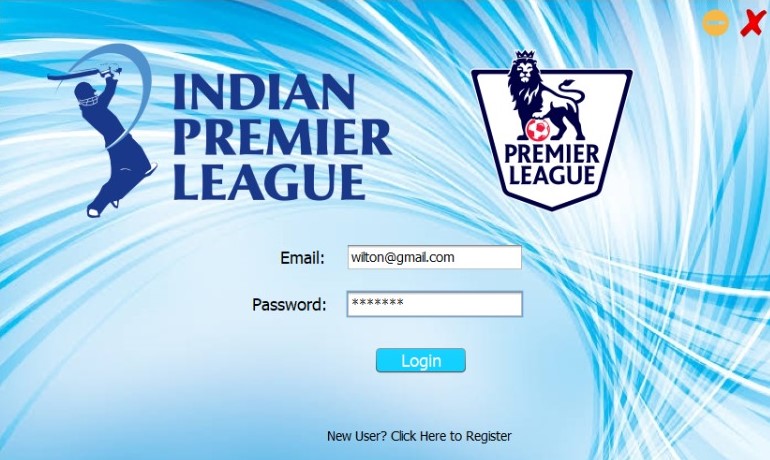 INDIAN
PREMIER
LEAGUE
PREMIER
LEAGUE
Email: wilton@gmail.com
Password: *******
Login
New User? Click Here to Register